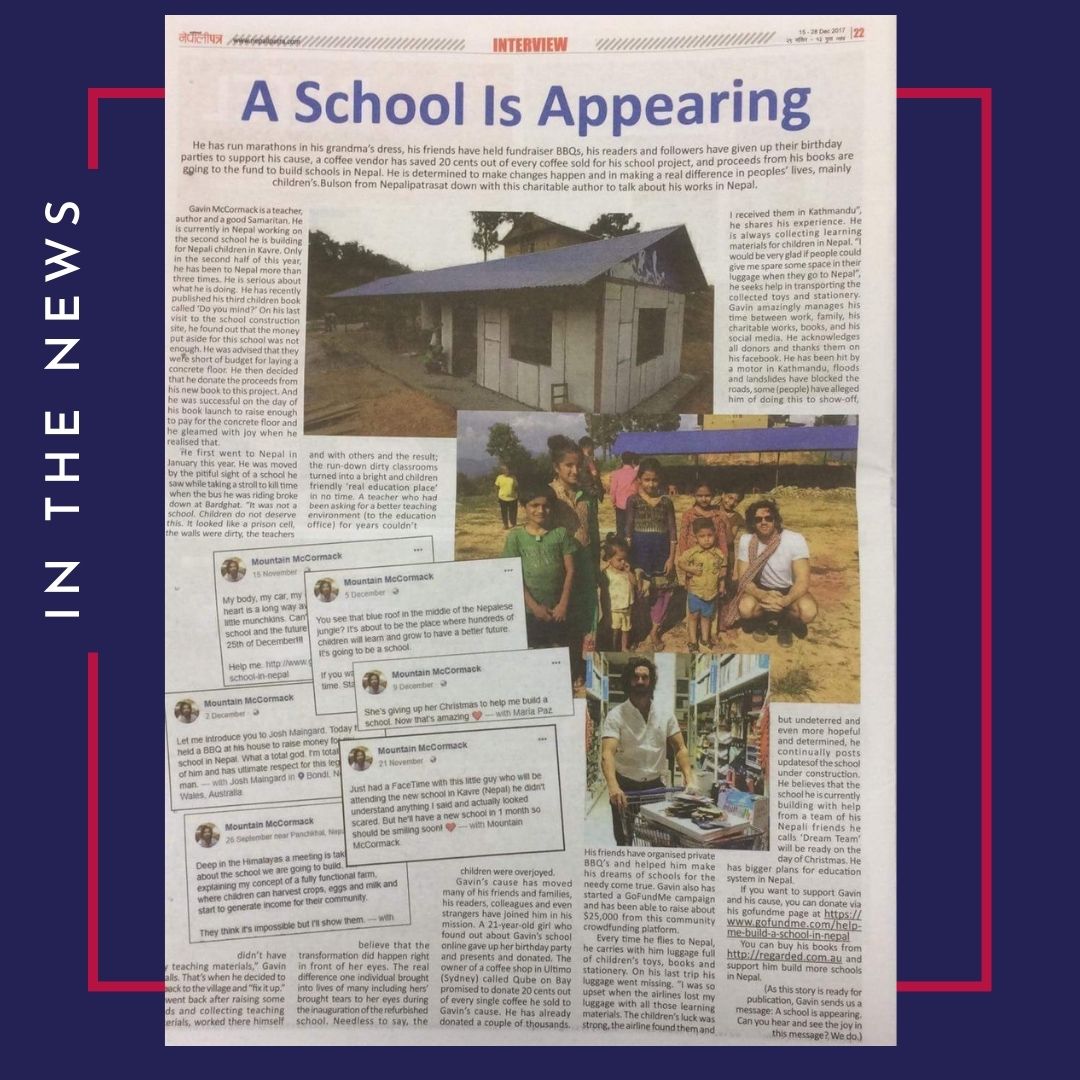 IN THE NEWS
नेपालीपत्र
www.nepalipatra.com
INTERVIEW
15 - 28 Dec 2017
22
A School Is Appearing
He has run marathons in his grandma's dress, his friends have held fundraiser BBQs, his readers and followers have given up their birthday
parties to support his cause, a coffee vendor has saved 20 cents out of every coffee sold for his school project, and proceeds from his books are
going to the fund to build schools in Nepal. He is determined to make changes happen and in making a real difference in peoples' lives, mainly
children's.Bulson from Nepalipatrasat down with this charitable author to talk about his works in Nepal.
Gavin McCormack is a teacher,
author and a good Samaritan. He
is currently in Nepal working on
the second school he is building
for Nepali children in Kavre. Only
in the second half of this year,
he has been to Nepal more than
three times. He is serious about
what he is doing. He has recently
published his third children book
called 'Do you mind?' On his last
visit to the school construction
site, he found out that the money
put aside for this school was not
enough. He was advised that they
were short of budget for laying a
concrete floor. He then decided
that he donate the proceeds from
his new book to this project. And
he was successful on the day of
his book launch to raise enough
to pay for the concrete floor and
he gleamed with joy when he
realised that.
He first went to Nepal in
January this year. He was moved
by the pitiful sight of a school he
saw while taking a stroll to kill time
when the bus he was riding broke
down at Bardghat. "It was not a
school. Children do not deserve
this. It looked like a prison cell,
the walls were dirty, the teachers
didn't have
teaching materials," Gavin
alls. That's when he decided to
back to the village and "fix it up."
went back after raising some
ds and collecting teaching
erials, worked there himself
and with others and the result;
the run-down dirty classrooms
turned into a bright and children
friendly 'real education place'
in no time. A teacher who had
been asking for a better teaching
environment (to the education
office) for years couldn't
believe that the
transformation did happen right
in front of her eyes. The real
difference one individual brought
into lives of many including hers'
brought tears to her eyes during
the inauguration of the refurbished
school. Needless to say, the
children were overjoyed.
Gavin's cause has moved
many of his friends and families,
his readers, colleagues and even
strangers have joined him in his
mission. A 21-year-old girl who
found out about Gavin's school
online gave up her birthday party
and presents and donated. The
owner of a coffee shop in Ultimo
(Sydney) called Qube on Bay
promised to donate 20 cents out
of every single coffee he sold to
Gavin's cause. He has already
donated a couple of thousands.
His friends have organised private
BBQ's and helped him make
his dreams of schools for the
needy come true. Gavin also has
started a GoFundMe campaign
and has been able to raise about
$25,000 from this community
crowdfunding platform.
Every time he flies to Nepal,
he carries with him luggage full
of children's toys, books and
stationery. On his last trip his
luggage went missing. "I was so
upset when the airlines lost my
luggage with all those learning
materials. The children's luck was
strong, the airline found them and
I received them in Kathmandu",
he shares his experience. He
is always collecting learning
materials for children in Nepal. "I
would be very glad if people could
give me spare some space in their
luggage when they go to Nepal",
he seeks help in transporting the
collected toys and stationery.
Gavin amazingly manages his
time between work, family, his
charitable works, books, and his
social media. He acknowledges
all donors and thanks them on
his facebook. He has been hit by
a motor in Kathmandu, floods
and landslides have blocked the
roads, some (people) have alleged
him of doing this to show-off,
but undeterred and
even more hopeful
and determined, he
continually posts
updatesof the school
under construction.
He believes that the
school he is currently
building with help
from a team of his
Nepali friends he
calls 'Dream Team'
will be ready on the
day of Christmas. He
has bigger plans for education
system in Nepal.
If you want to support Gavin
and his cause, you can donate via
his gofundme page at https://
www.gofundme.com/help-
me-build-a-school-in-nepal
You can buy his books from
http://regarded.com.au and
support him build more schools
in Nepal.
(As this story is ready for
publication, Gavin sends us a
message: A school is appearing.
Can you hear and see the joy in
this message? We do.)
Mountain McCormack
15 November
My body, my car, my
heart is a long way a
little munchkins. Can'
school and the future
25th of December!!!
Help me. http://www.g
school-in-nepal
Mountain McCormack
5 December
You see that blue roof in the middle of the Nepalese
jungle? It's about to be the place where hundreds of
children will learn and grow to have a better future.
It's going to be a school.
If you wa
time. Sta
Mountain McCormack
9 December
She's giving up her Christmas to help me build a
school. Now that's amazing ❤ — with Maria Paz
Mountain McCormack
2 December
Let me introduce you to Josh Maingard. Today h
held a BBQ at his house to raise money for
school in Nepal. What a total god. I'm total
of him and has ultimate respect for this leg
man. — with Josh Maingard in Bondi, N
Wales, Australia.
Mountain McCormack
21 November
Just had a FaceTime with this little guy who will be
attending the new school in Kavre (Nepal) he didn't
understand anything I said and actually looked
scared. But he'll have a new school in 1 month so
should be smiling soon! ❤ — with Mountain
McCormack.
Mountain McCormack
26 September near Panchkhal, Nepa
Deep in the Himalayas a meeting is tak
about the school we are going to build.
explaining my concept of a fully functional farm,
where children can harvest crops, eggs and milk and
start to generate income for their community.
They think it's impossible but I'll show them. — with